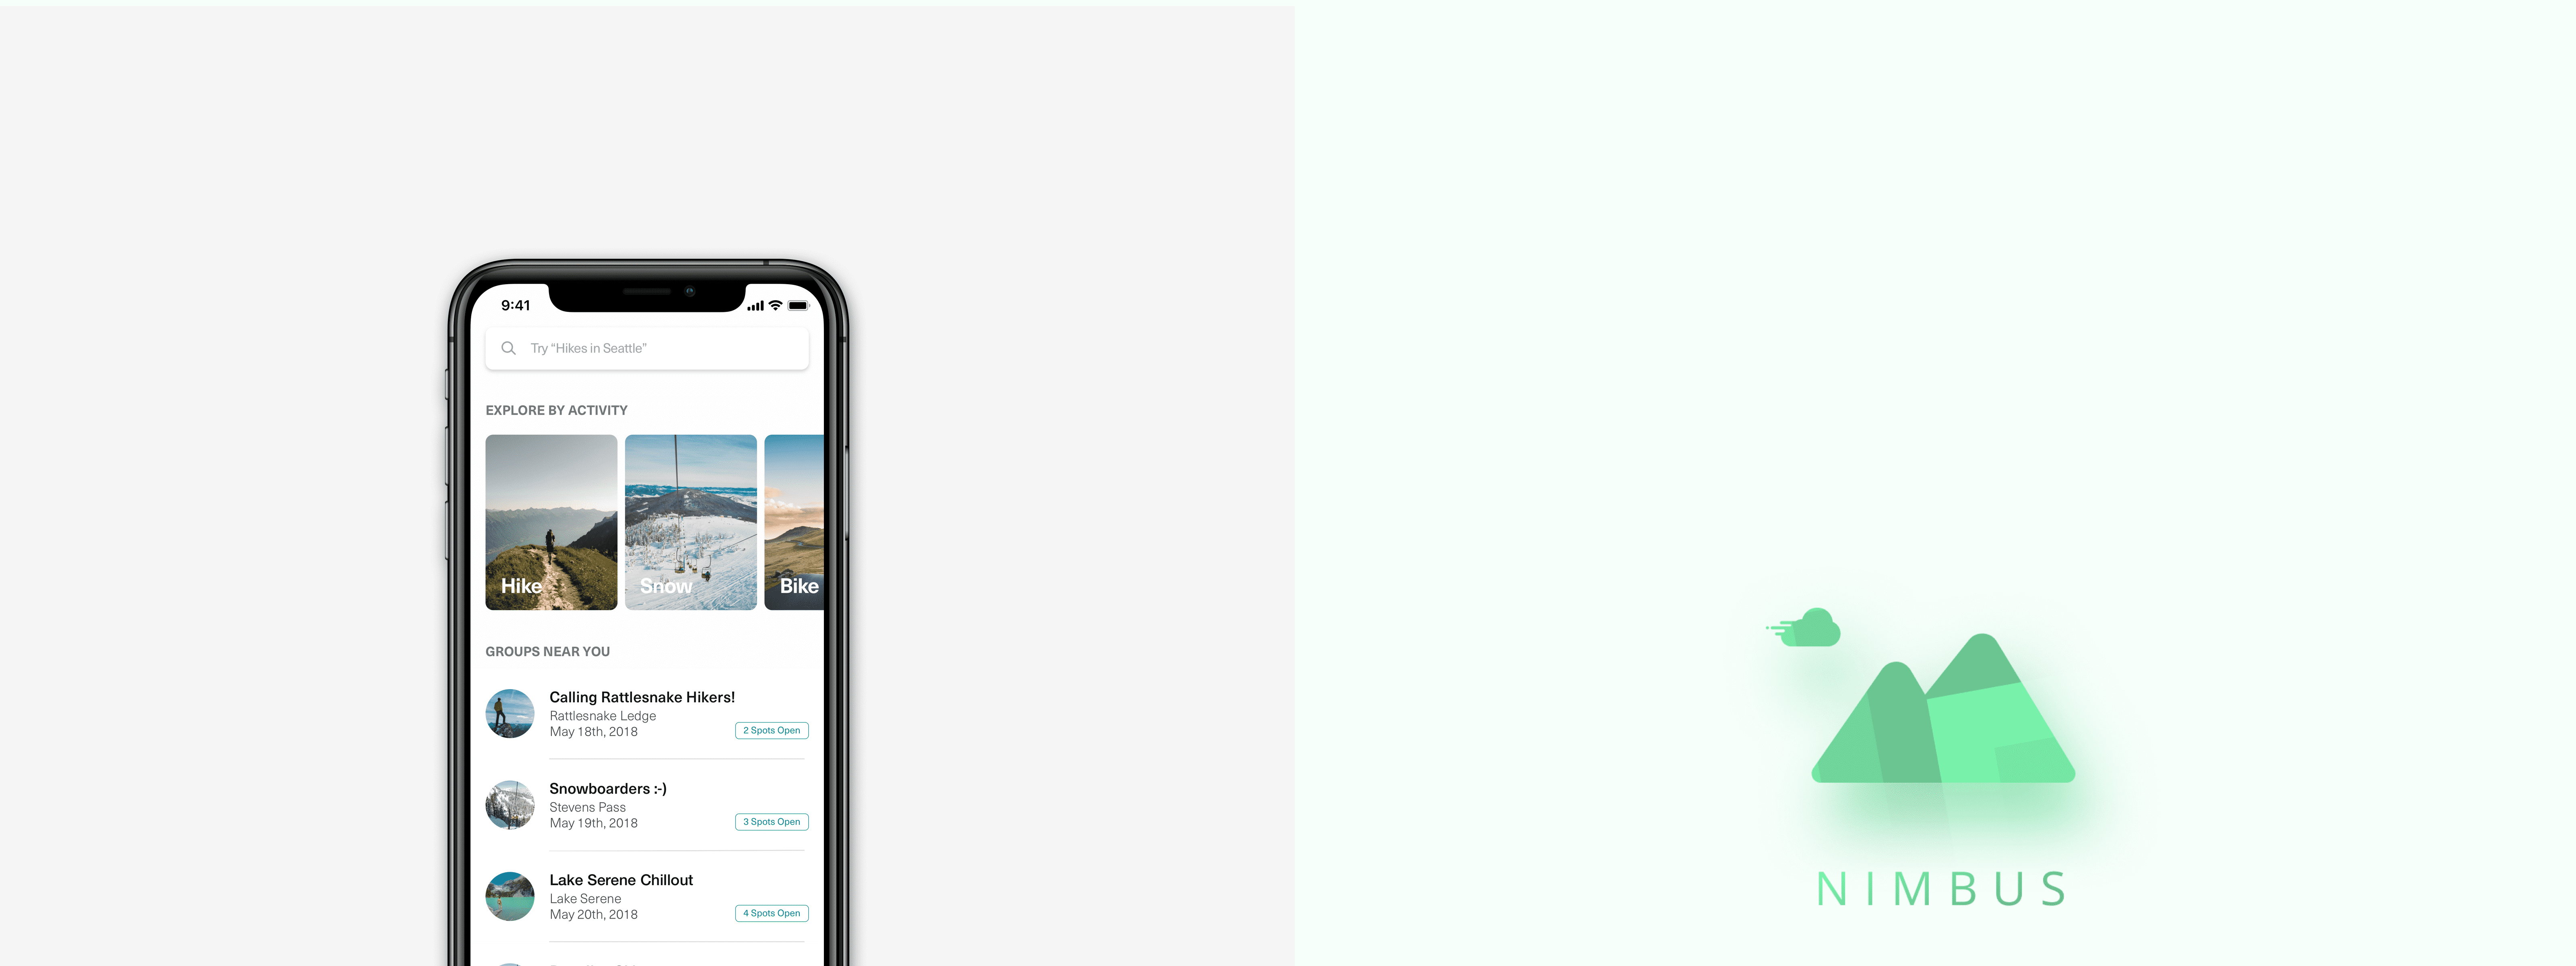 9:41
Try “Hikes in Seattle”
EXPLORE BY ACTIVITY
Hike
Snow
Bike
GROUPS NEAR YOU
Calling Rattlesnake Hikers!
Rattlesnake Ledge
May 18th, 2018
2 Spots Open
Snowboarders :-)
Stevens Pass
May 19th, 2018
3 Spots Open
Lake Serene Chillout
Lake Serene
May 20th, 2018
4 Spots Open
NIMBUS